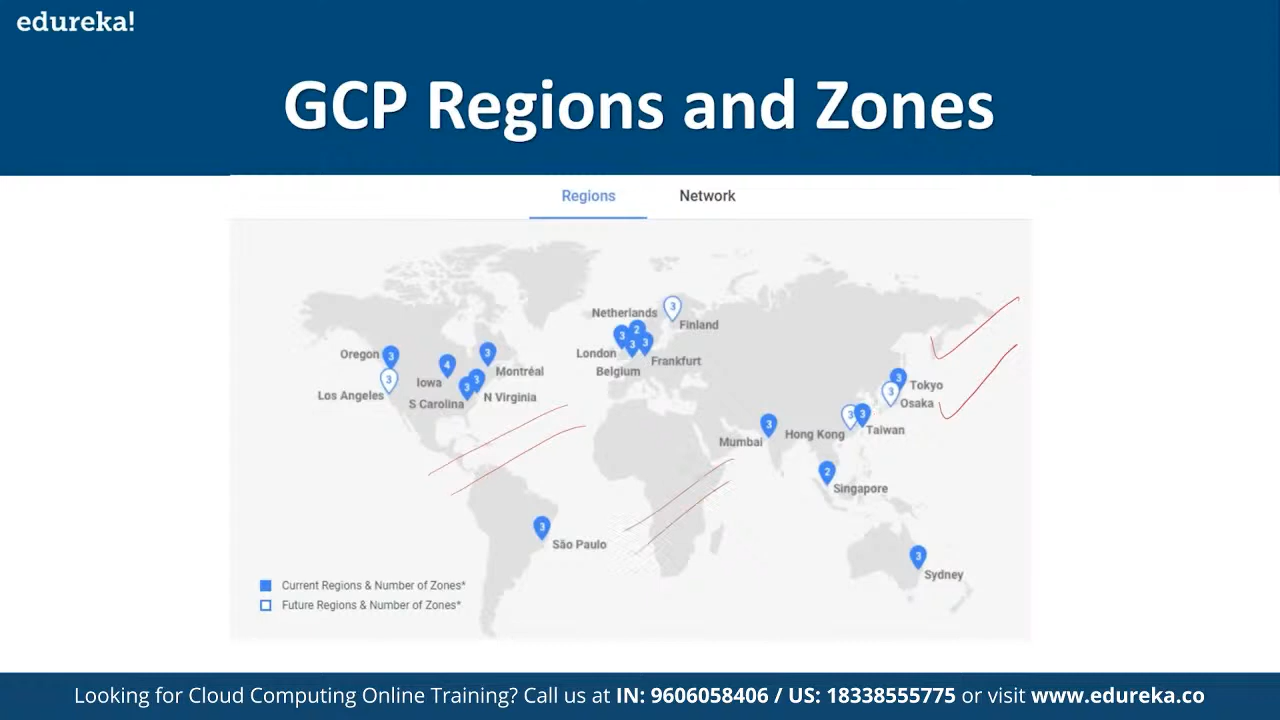 edureka!
GCP Regions and Zones
Regions Network
Netherlands
3
Finland
3
2
3
3
London
Frankfurt
Belgium
Oregon
3
3
Los Angeles
4
Iowa
3
Montréal
3
3
S Carolina
N Virginia
3
Tokyo
3
Osaka
3
Mumbai
3
3
Hong Kong
Taiwan
2
Singapore
3
São Paulo
3
Sydney
Current Regions & Number of Zones*
Future Regions & Number of Zones*
Looking for Cloud Computing Online Training? Call us at IN: 9606058406 / US: 18338555775 or visit www.edureka.co